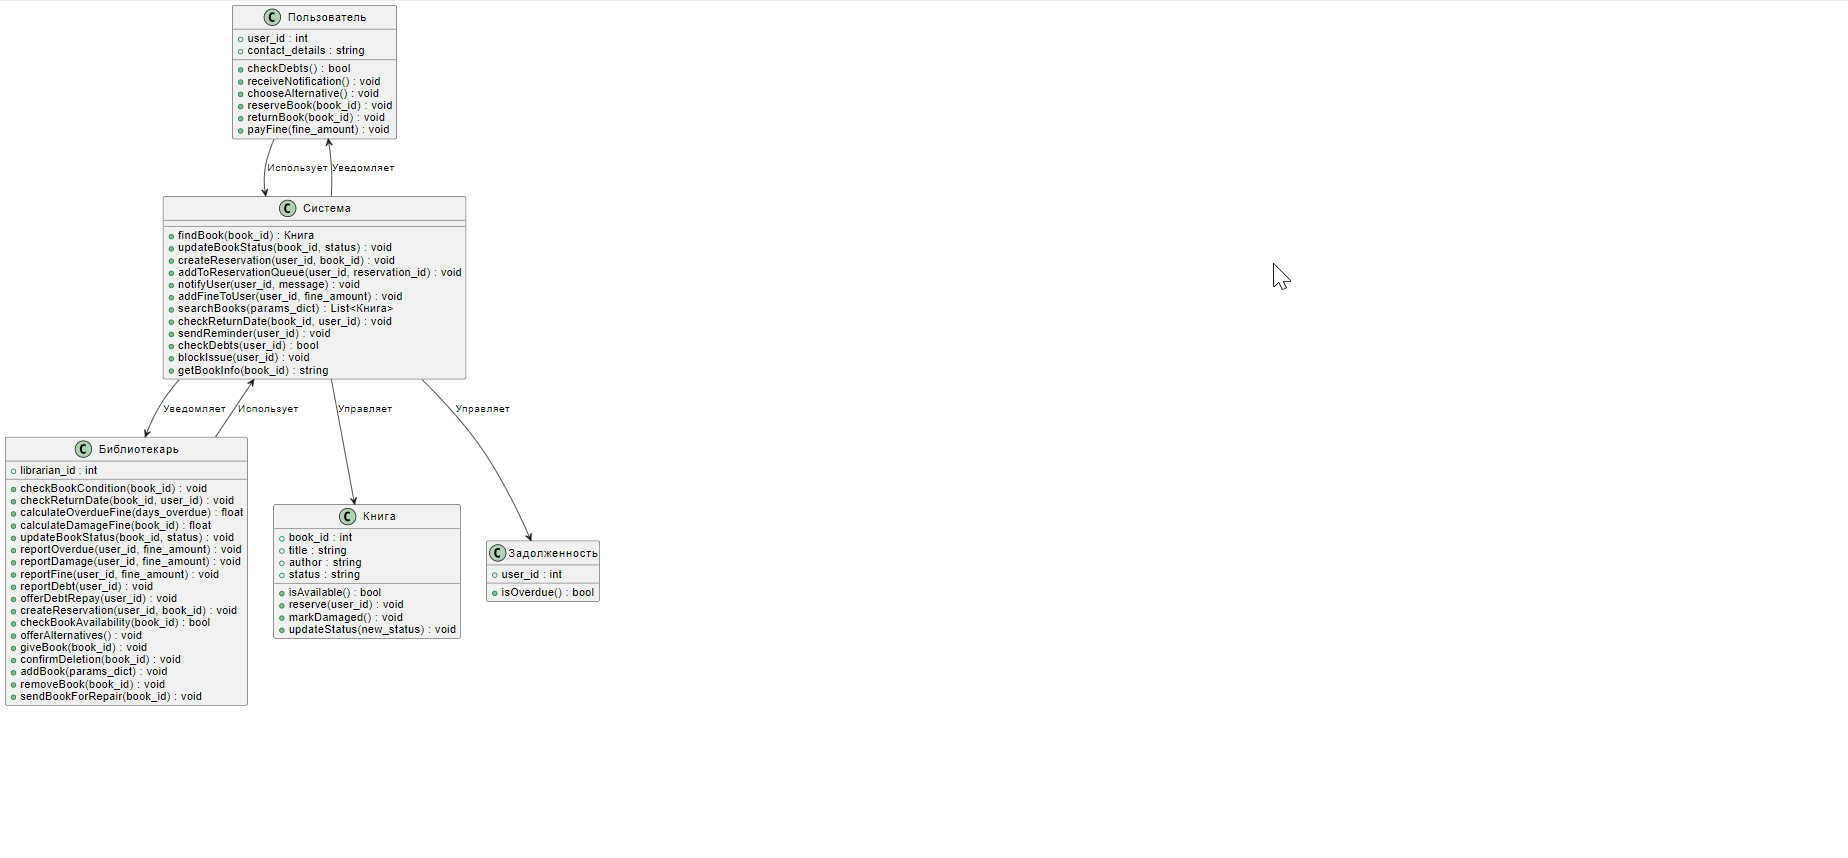 C Пользователь
user_id : int
contact_details : string
checkDebts() : bool
receiveNotification() : void
chooseAlternative() : void
reserveBook(book_id) : void
returnBook(book_id) : void
payFine(fine_amount) : void
Использует
Уведомляет
C Система
findBook(book_id) : Книга
updateBookStatus(book_id, status) : void
createReservation(user_id, book_id) : void
addToReservationQueue(user_id, reservation_id) : void
notifyUser(user_id, message) : void
addFineToUser(user_id, fine_amount) : void
searchBooks(params_dict) : List<Книга>
checkReturnDate(book_id, user_id) : void
sendReminder(user_id) : void
checkDebts(user_id) : bool
blockIssue(user_id) : void
getBookInfo(book_id) : string
Уведомляет
Использует
Управляет
Управляет
C Библиотекарь
librarian_id : int
checkBookCondition(book_id) : void
checkReturnDate(book_id, user_id) : void
calculateOverdueFine(days_overdue) : float
calculateDamageFine(book_id) : float
updateBookStatus(book_id, status) : void
reportOverdue(user_id, fine_amount) : void
reportDamage(user_id, fine_amount) : void
reportFine(user_id, fine_amount) : void
reportDebt(user_id) : void
offerDebtRepay(user_id) : void
createReservation(user_id, book_id) : void
checkBookAvailability(book_id) : bool
offerAlternatives() : void
giveBook(book_id) : void
confirmDeletion(book_id) : void
addBook(params_dict) : void
removeBook(book_id) : void
sendBookForRepair(book_id) : void
C Книга
book_id : int
title : string
author : string
status : string
isAvailable() : bool
reserve(user_id) : void
markDamaged() : void
updateStatus(new_status) : void
C Задолженность
user_id : int
isOverdue() : bool